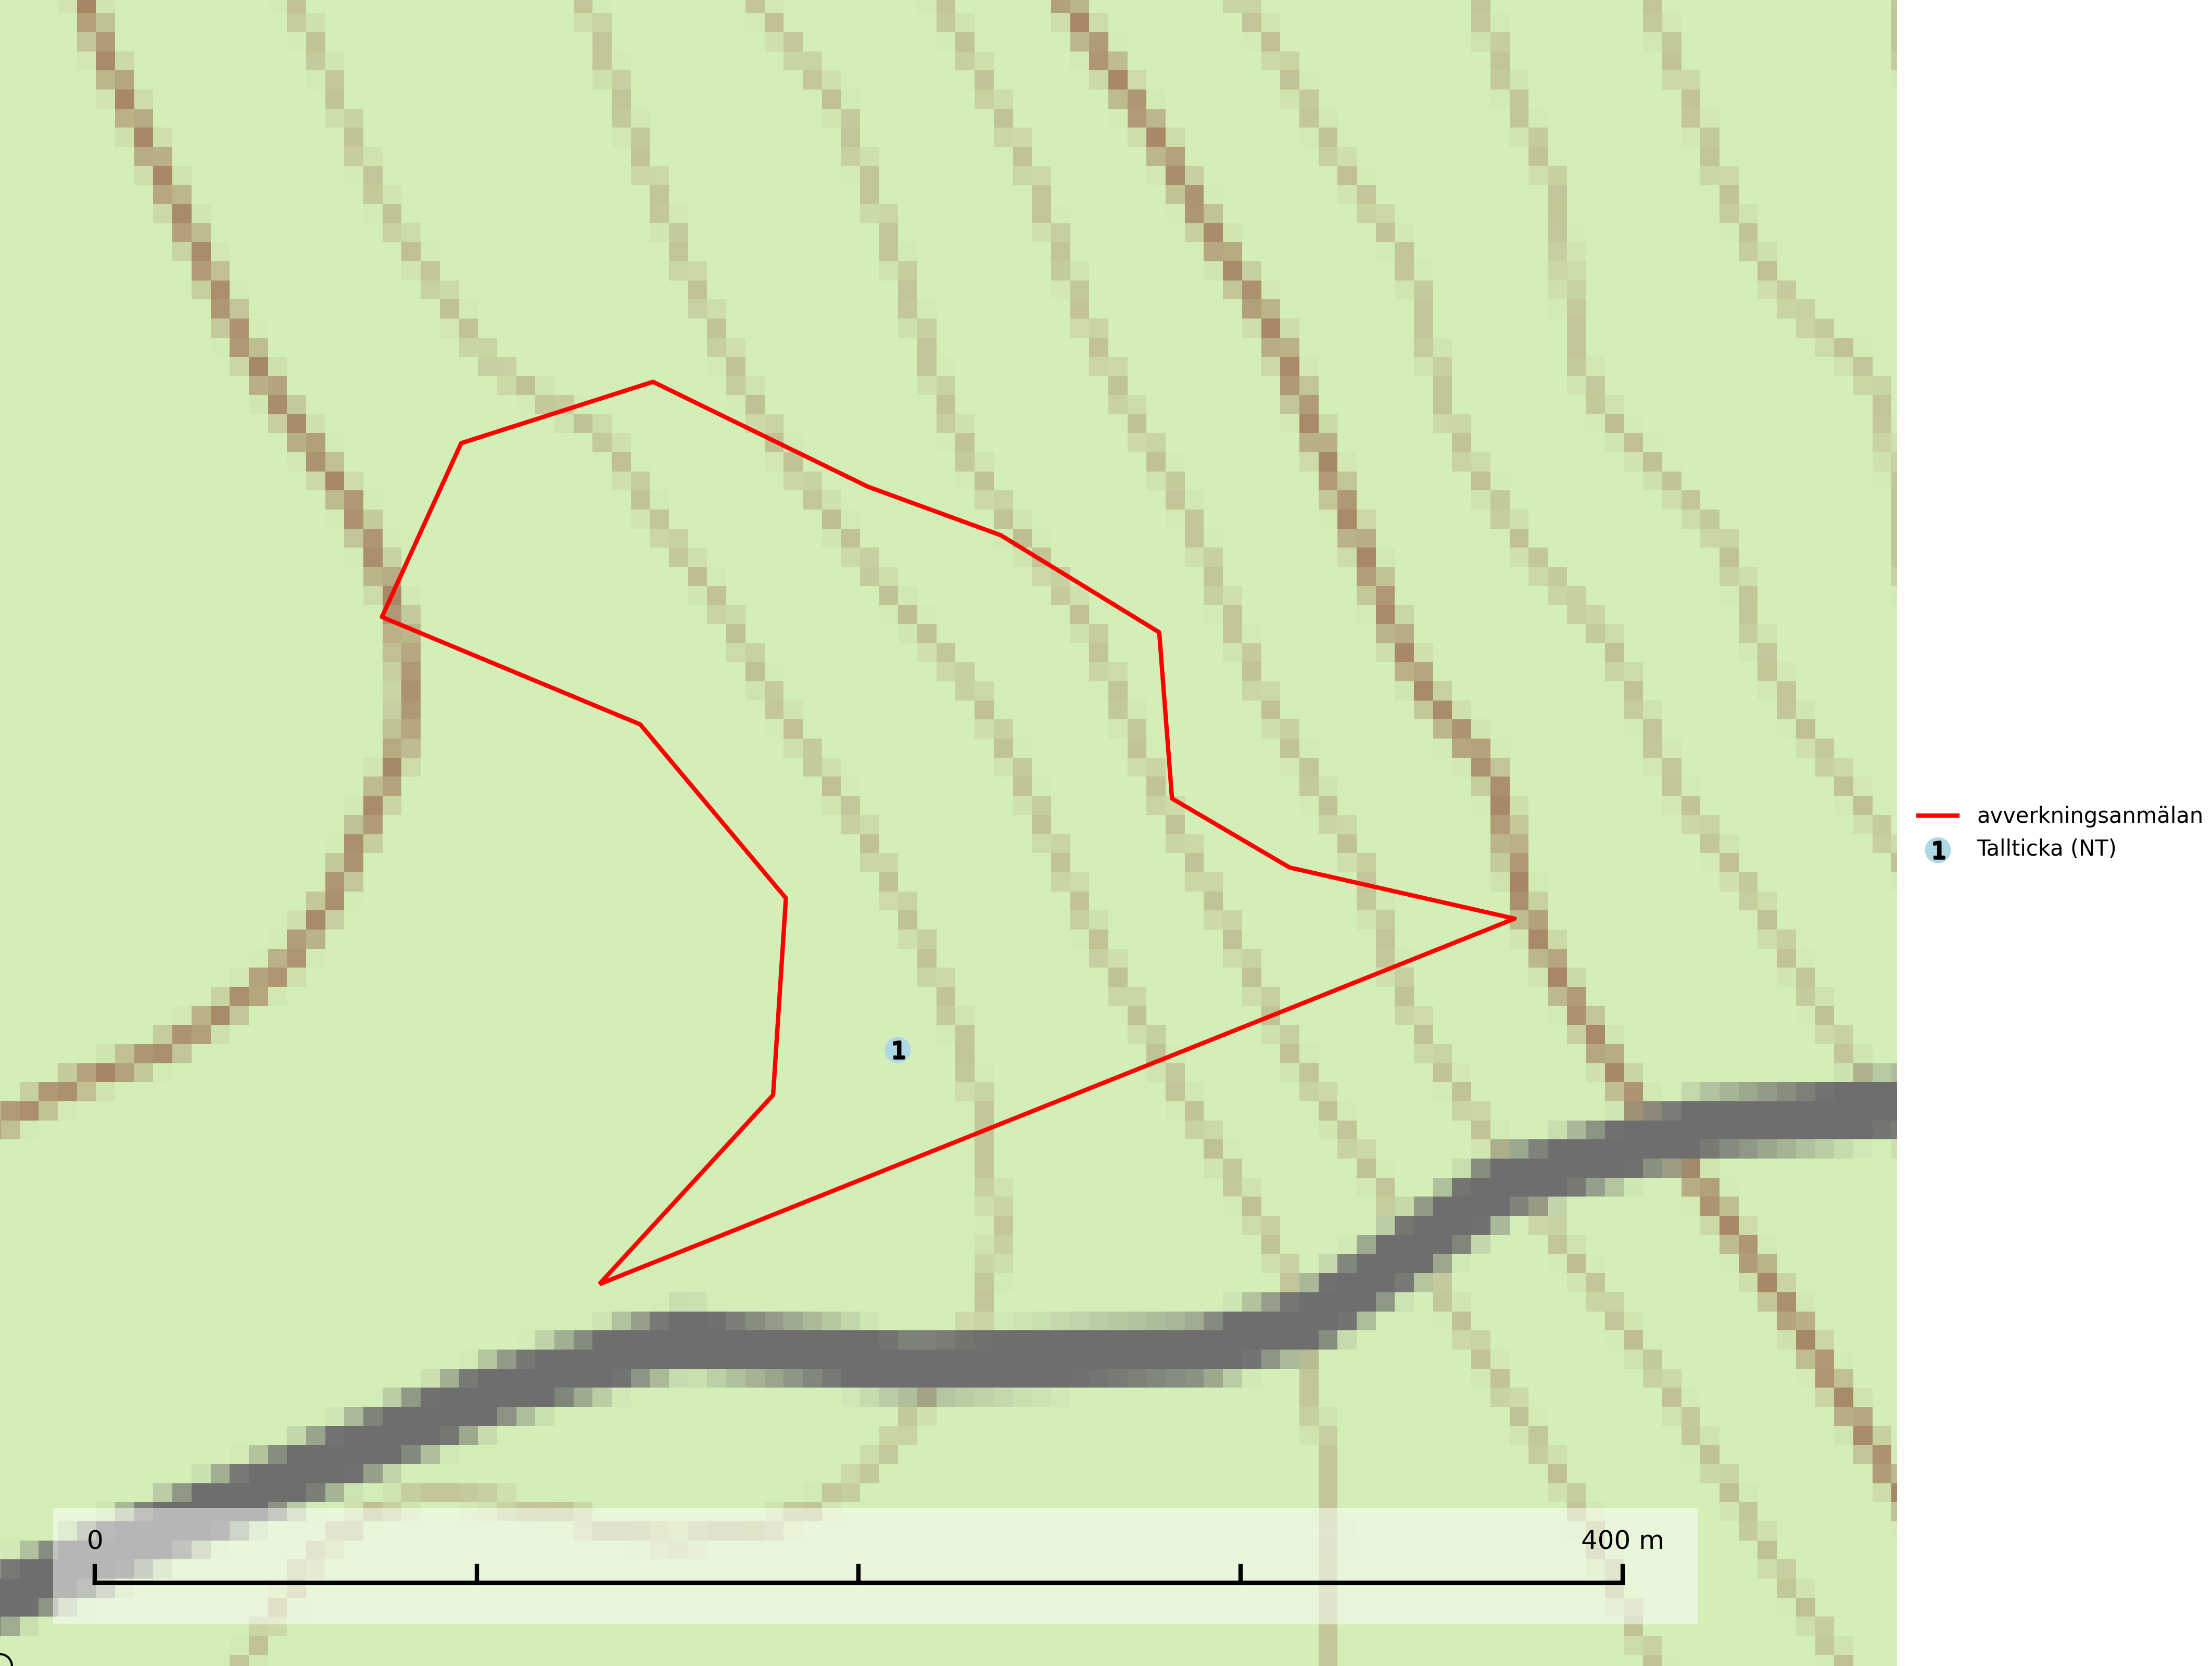 avverkningsanmälan
1 Tallticka (NT)
1
0 400 m